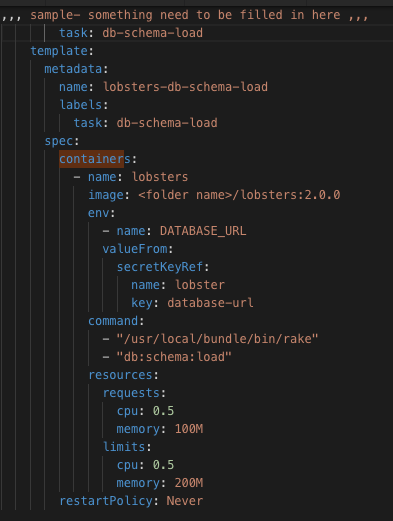 ,,, sample- something need to be filled in here ,,,
        task: db-schema-load
    template:
      metadata:
        name: lobsters-db-schema-load
        labels:
          task: db-schema-load
      spec:
        containers:
          - name: lobsters
            image: <folder name>/lobsters:2.0.0
            env:
              - name: DATABASE_URL
              valueFrom:
                secretKeyRef:
                  name: lobster
                  key: database-url
            command:
              - "/usr/local/bundle/bin/rake"
              - "db:schema:load"
            resources:
              requests:
                cpu: 0.5
                memory: 100M
              limits:
                cpu: 0.5
                memory: 200M
        restartPolicy: Never